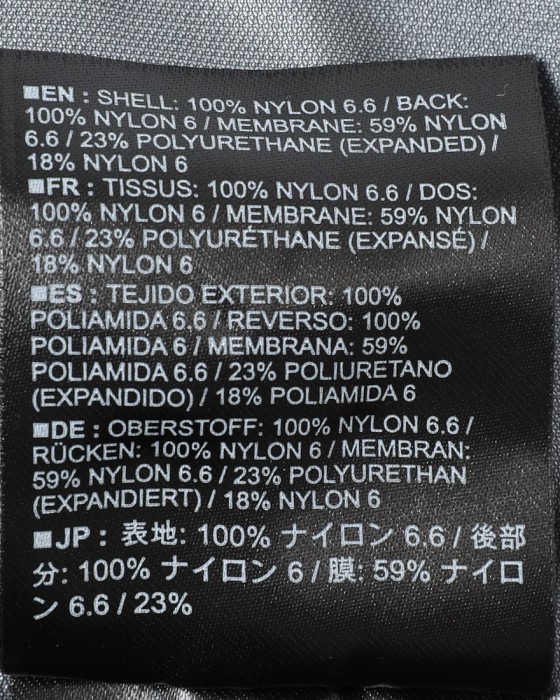 EN : SHELL: 100% NYLON 6.6 / BACK:
100% NYLON 6 / MEMBRANE: 59% NYLON
6.6 / 23% POLYURETHANE (EXPANDED) /
18% NYLON 6
FR : TISSUS: 100% NYLON 6.6 / DOS:
100% NYLON 6 / MEMBRANE: 59% NYLON
6.6 / 23% POLYURÉTHANE (EXPANSÉ) /
18% NYLON 6
ES : TEJIDO EXTERIOR: 100%
POLIAMIDA 6.6 / REVERSO: 100%
POLIAMIDA 6 / MEMBRANA: 59%
POLIAMIDA 6.6 / 23% POLIURETANO
(EXPANDIDO) / 18% POLIAMIDA 6
DE : OBERSTOFF: 100% NYLON 6.6 /
RÜCKEN: 100% NYLON 6 / MEMBRAN:
59% NYLON 6.6 / 23% POLYURETHAN
(EXPANDIERT) / 18% NYLON 6
JP : 表地: 100% ナイロン 6.6 / 後部
分: 100% ナイロン 6 / 膜: 59% ナイロ
ン 6.6 / 23%